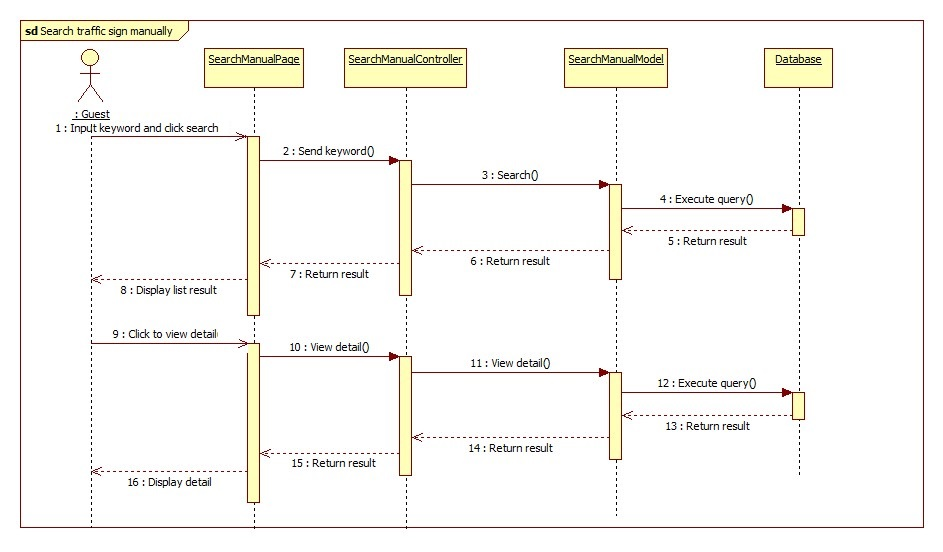 sd Search traffic sign manually
SearchManualPage
SearchManualController
SearchManualModel
Database
: Guest
1 : Input keyword and click search
2 : Send keyword()
3 : Search()
4 : Execute query()
5 : Return result
6 : Return result
7 : Return result
8 : Display list result
9 : Click to view detail
10 : View detail()
11 : View detail()
12 : Execute query()
13 : Return result
14 : Return result
15 : Return result
16 : Display detail